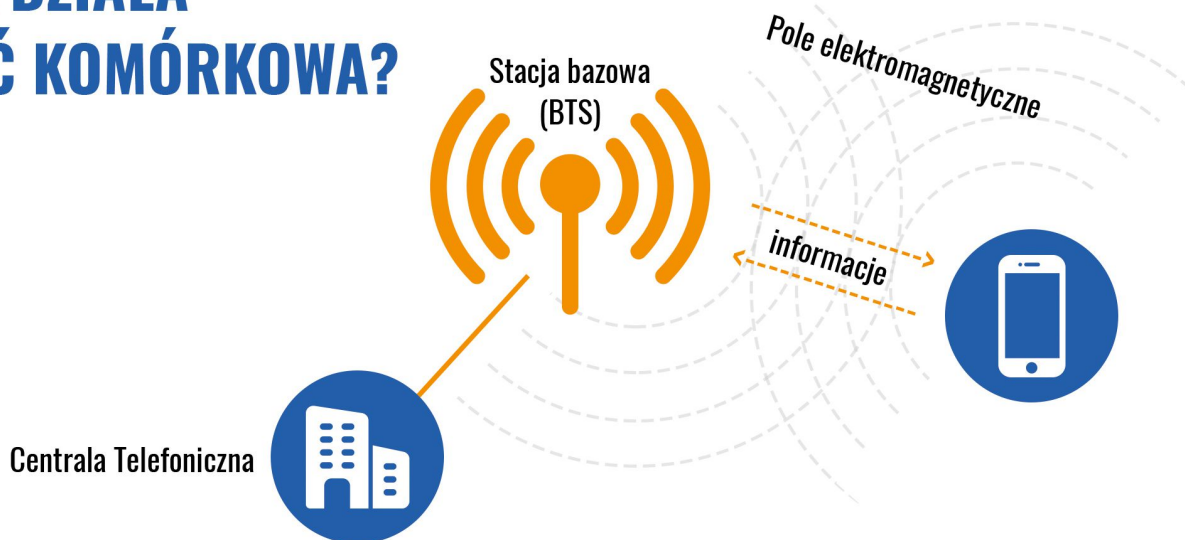 DZIAŁA
Ć KOMÓRKOWA?
Stacja bazowa
(BTS)
Pole elektromagnetyczne
informacje
Centrala Telefoniczna